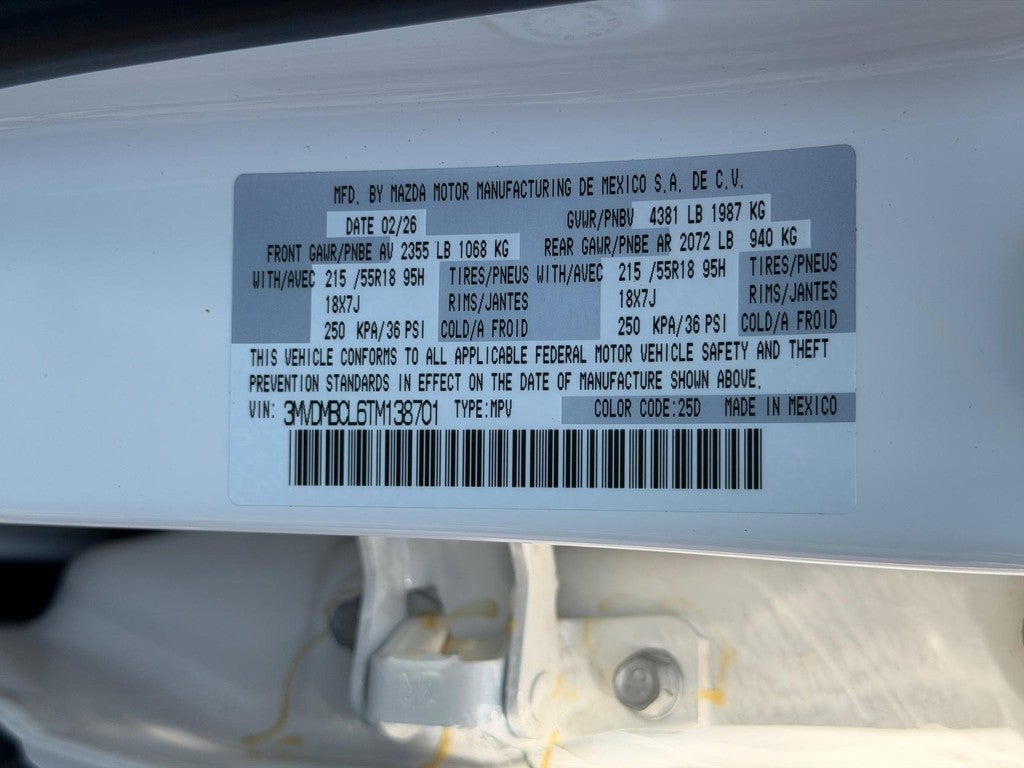 MFD. BY MAZDA MOTOR MANUFACTURING DE MEXICO S.A. DE C.V.
DATE 02/26 GVWR/PNBV 4381 LB 1987 KG
FRONT GAWR/PNBE AV 2355 LB 1068 KG REAR GAWR/PNBE AR 2072 LB 940 KG
WITH/AVEC 215 /55R18 95H TIRES/PNEUS WITH/AVEC 215 /55R18 95H TIRES/PNEUS
18X7J RIMS/JANTES 18X7J RIMS/JANTES
250 KPA/36 PSI COLD/A FROID 250 KPA/36 PSI COLD/A FROID
THIS VEHICLE CONFORMS TO ALL APPLICABLE FEDERAL MOTOR VEHICLE SAFETY AND THEFT
PREVENTION STANDARDS IN EFFECT ON THE DATE OF MANUFACTURE SHOWN ABOVE.
VIN: 3MVDMBCL6TM138701 TYPE:MPV COLOR CODE:25D MADE IN MEXICO